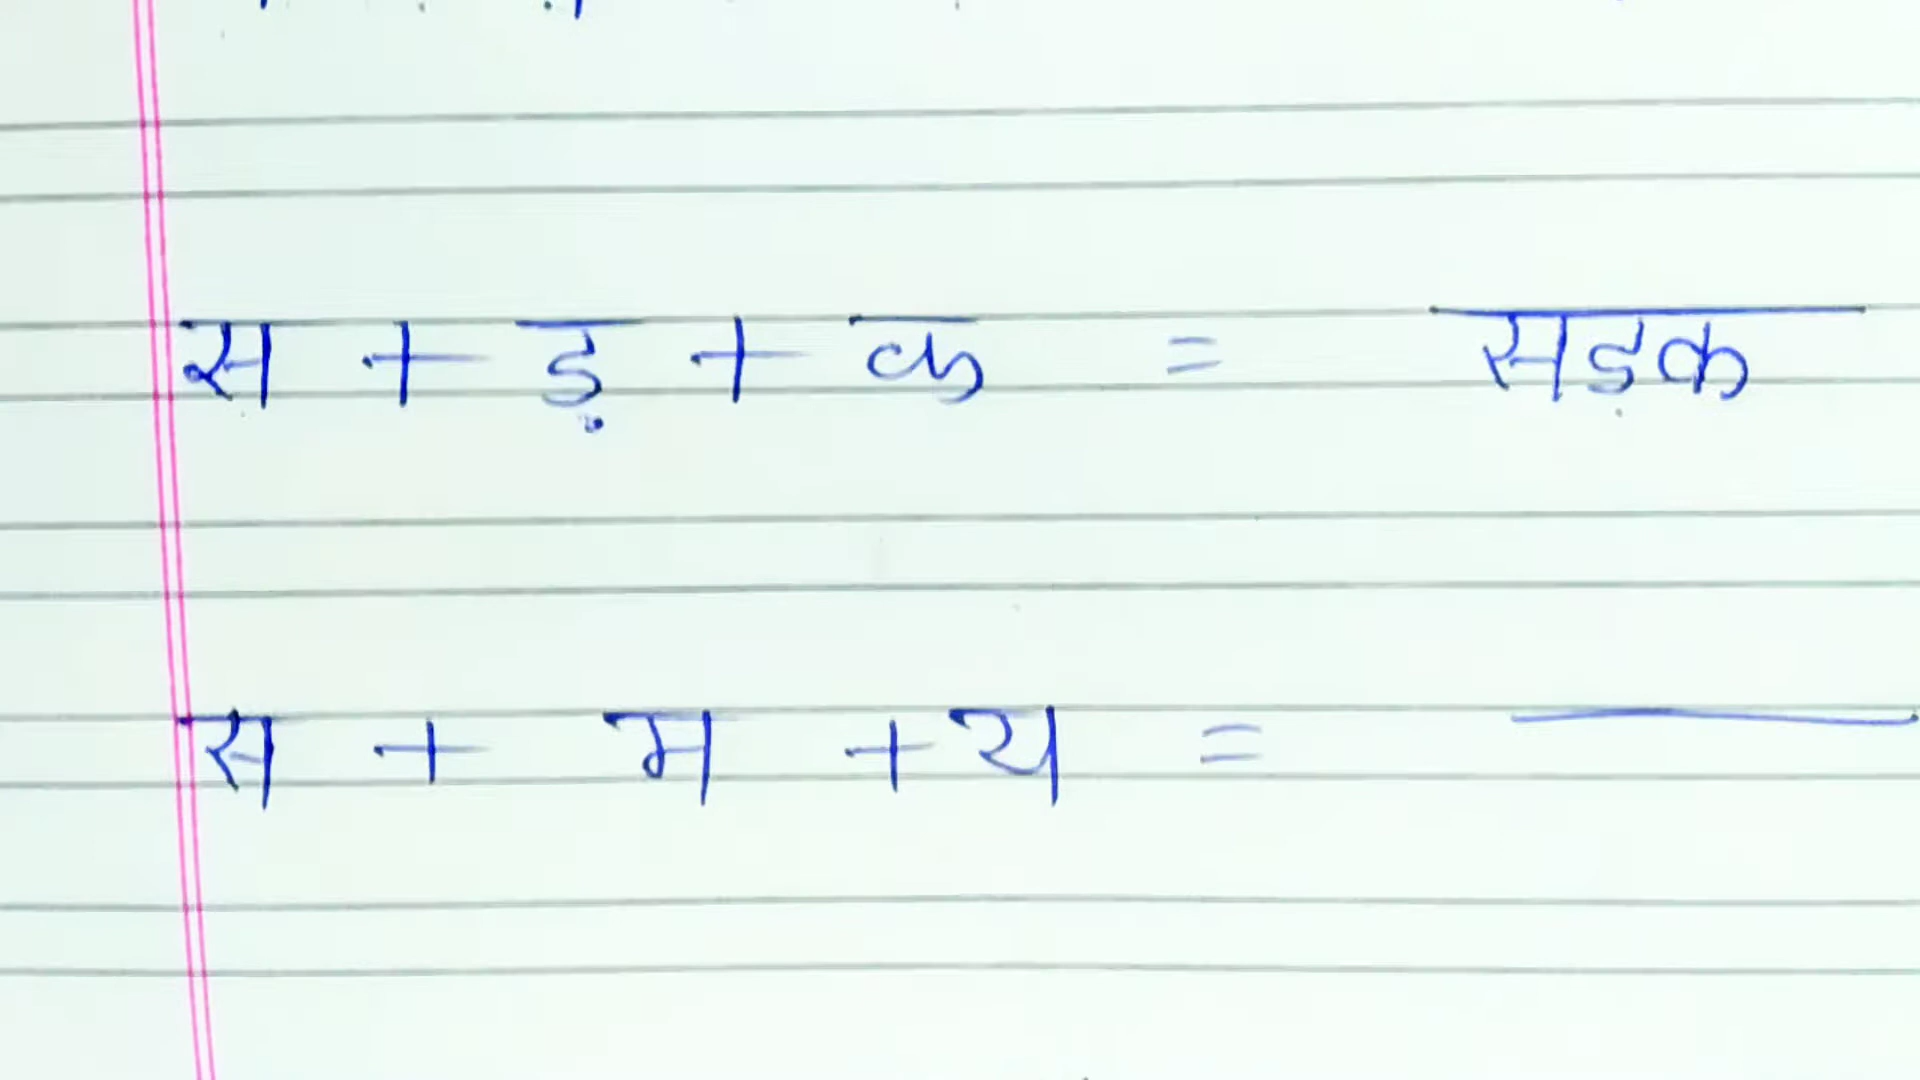 स + ड़ + क = सड़क
स + म + य =